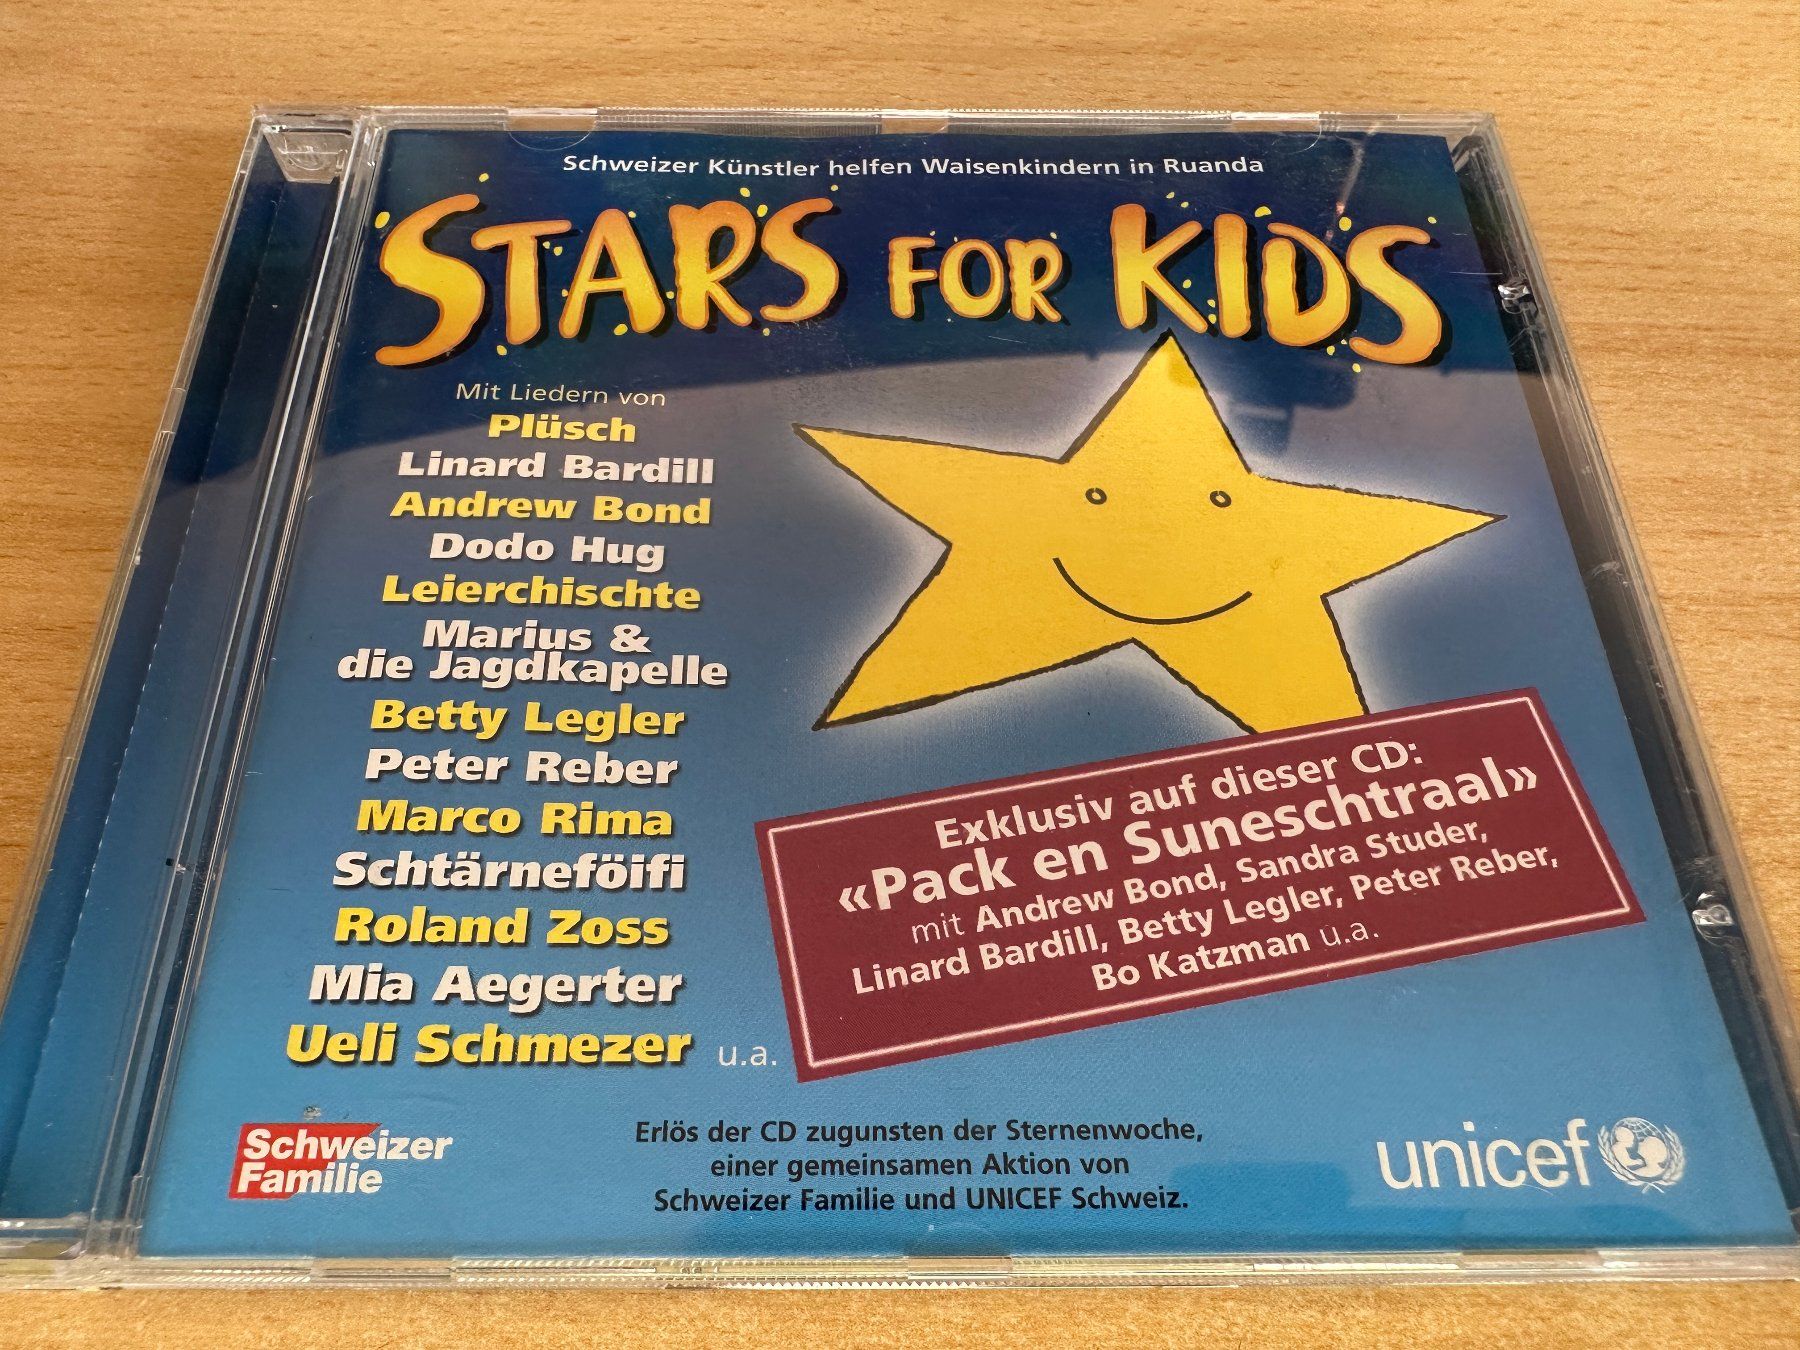 Schweizer Künstler helfen Waisenkindern in Ruanda
STARS FOR KIDS
Mit Liedern von
Plüsch
Linard Bardill
Andrew Bond
Dodo Hug
Leierchischte
Marius &
die Jagdkapelle
Betty Legler
Peter Reber
Marco Rima
Schtärneföifi
Roland Zoss
Mia Aegerter
Ueli Schmezer u.a.
Exklusiv auf dieser CD:
«Pack en Suneschtraal»
mit Andrew Bond, Sandra Studer,
Linard Bardill, Betty Legler, Peter Reber,
Bo Katzman u.a.
Schweizer
Familie
Erlös der CD zugunsten der Sternenwoche,
einer gemeinsamen Aktion von
Schweizer Familie und UNICEF Schweiz.
unicef